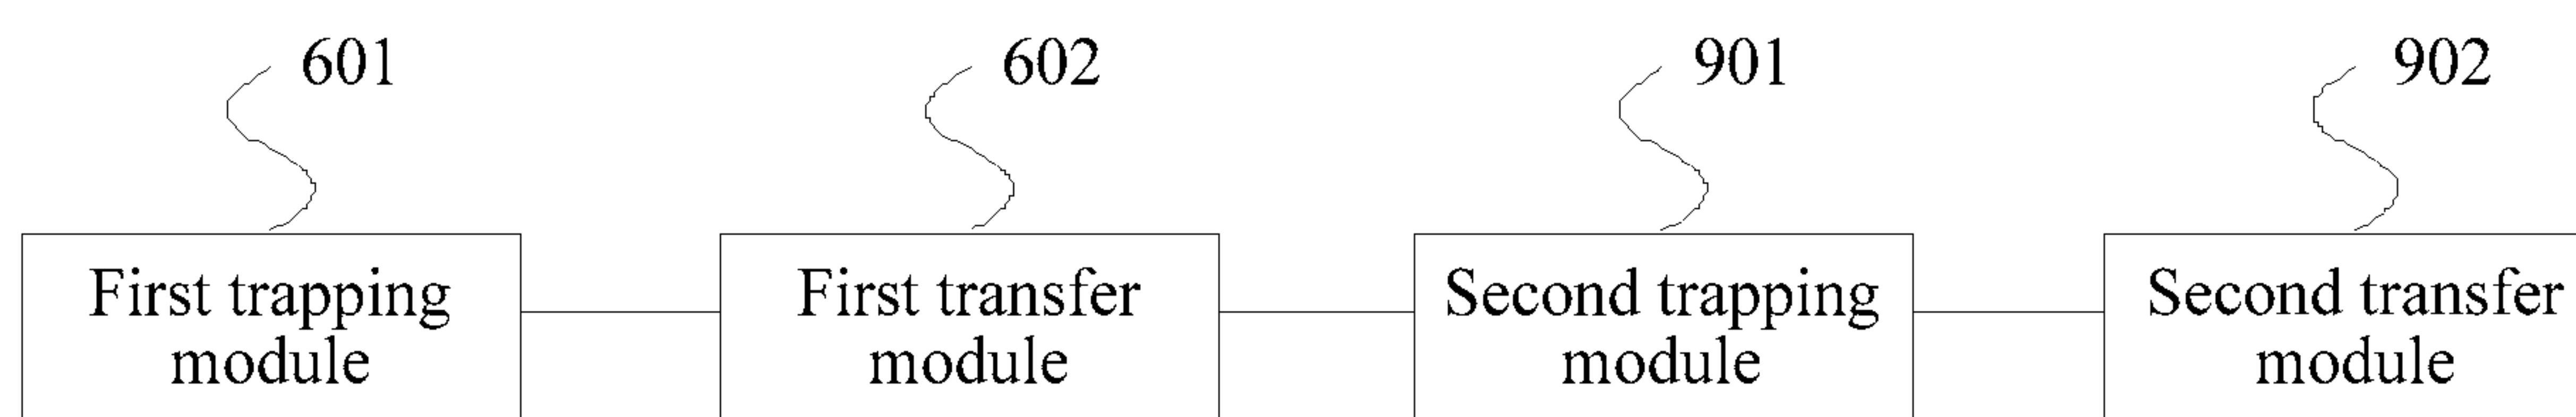 601 602 901 902
First trapping First transfer Second trapping Second transfer
module module module module